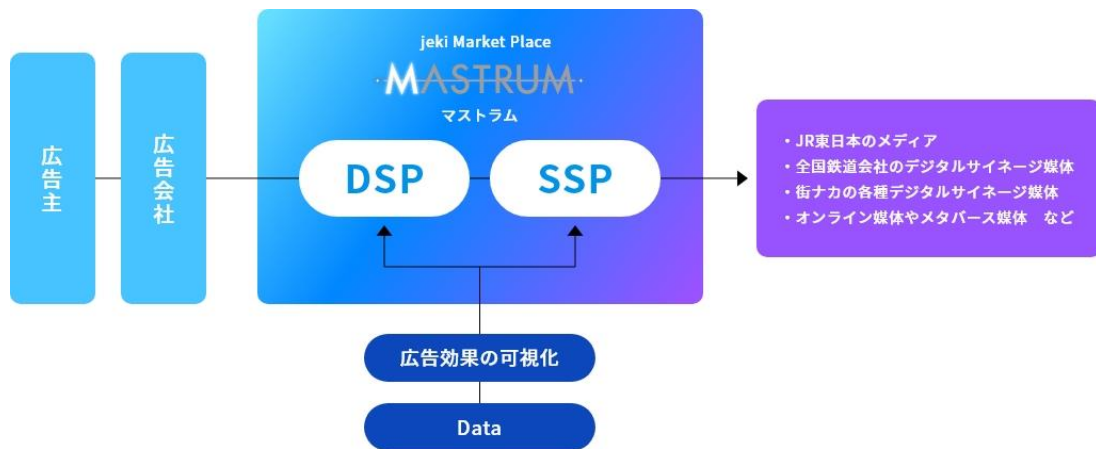 jeki Market Place
MASTRUM
マストラム
広告主
広告会社
DSP
SSP
・JR東日本のメディア
・全国鉄道会社のデジタルサイネージ媒体
・街ナカの各種デジタルサイネージ媒体
・オンライン媒体やメタバース媒体　など
広告効果の可視化
Data